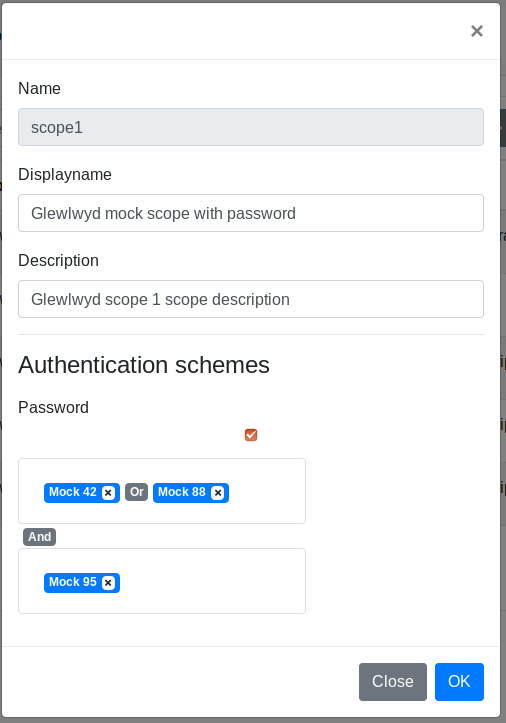 ×
Name
scope1
Displayname
Glewlwyd mock scope with password
Description
Glewlwyd scope 1 scope description
Authentication schemes
Password
Mock 42 × Or Mock 88 ×
And
Mock 95 ×
Close OK